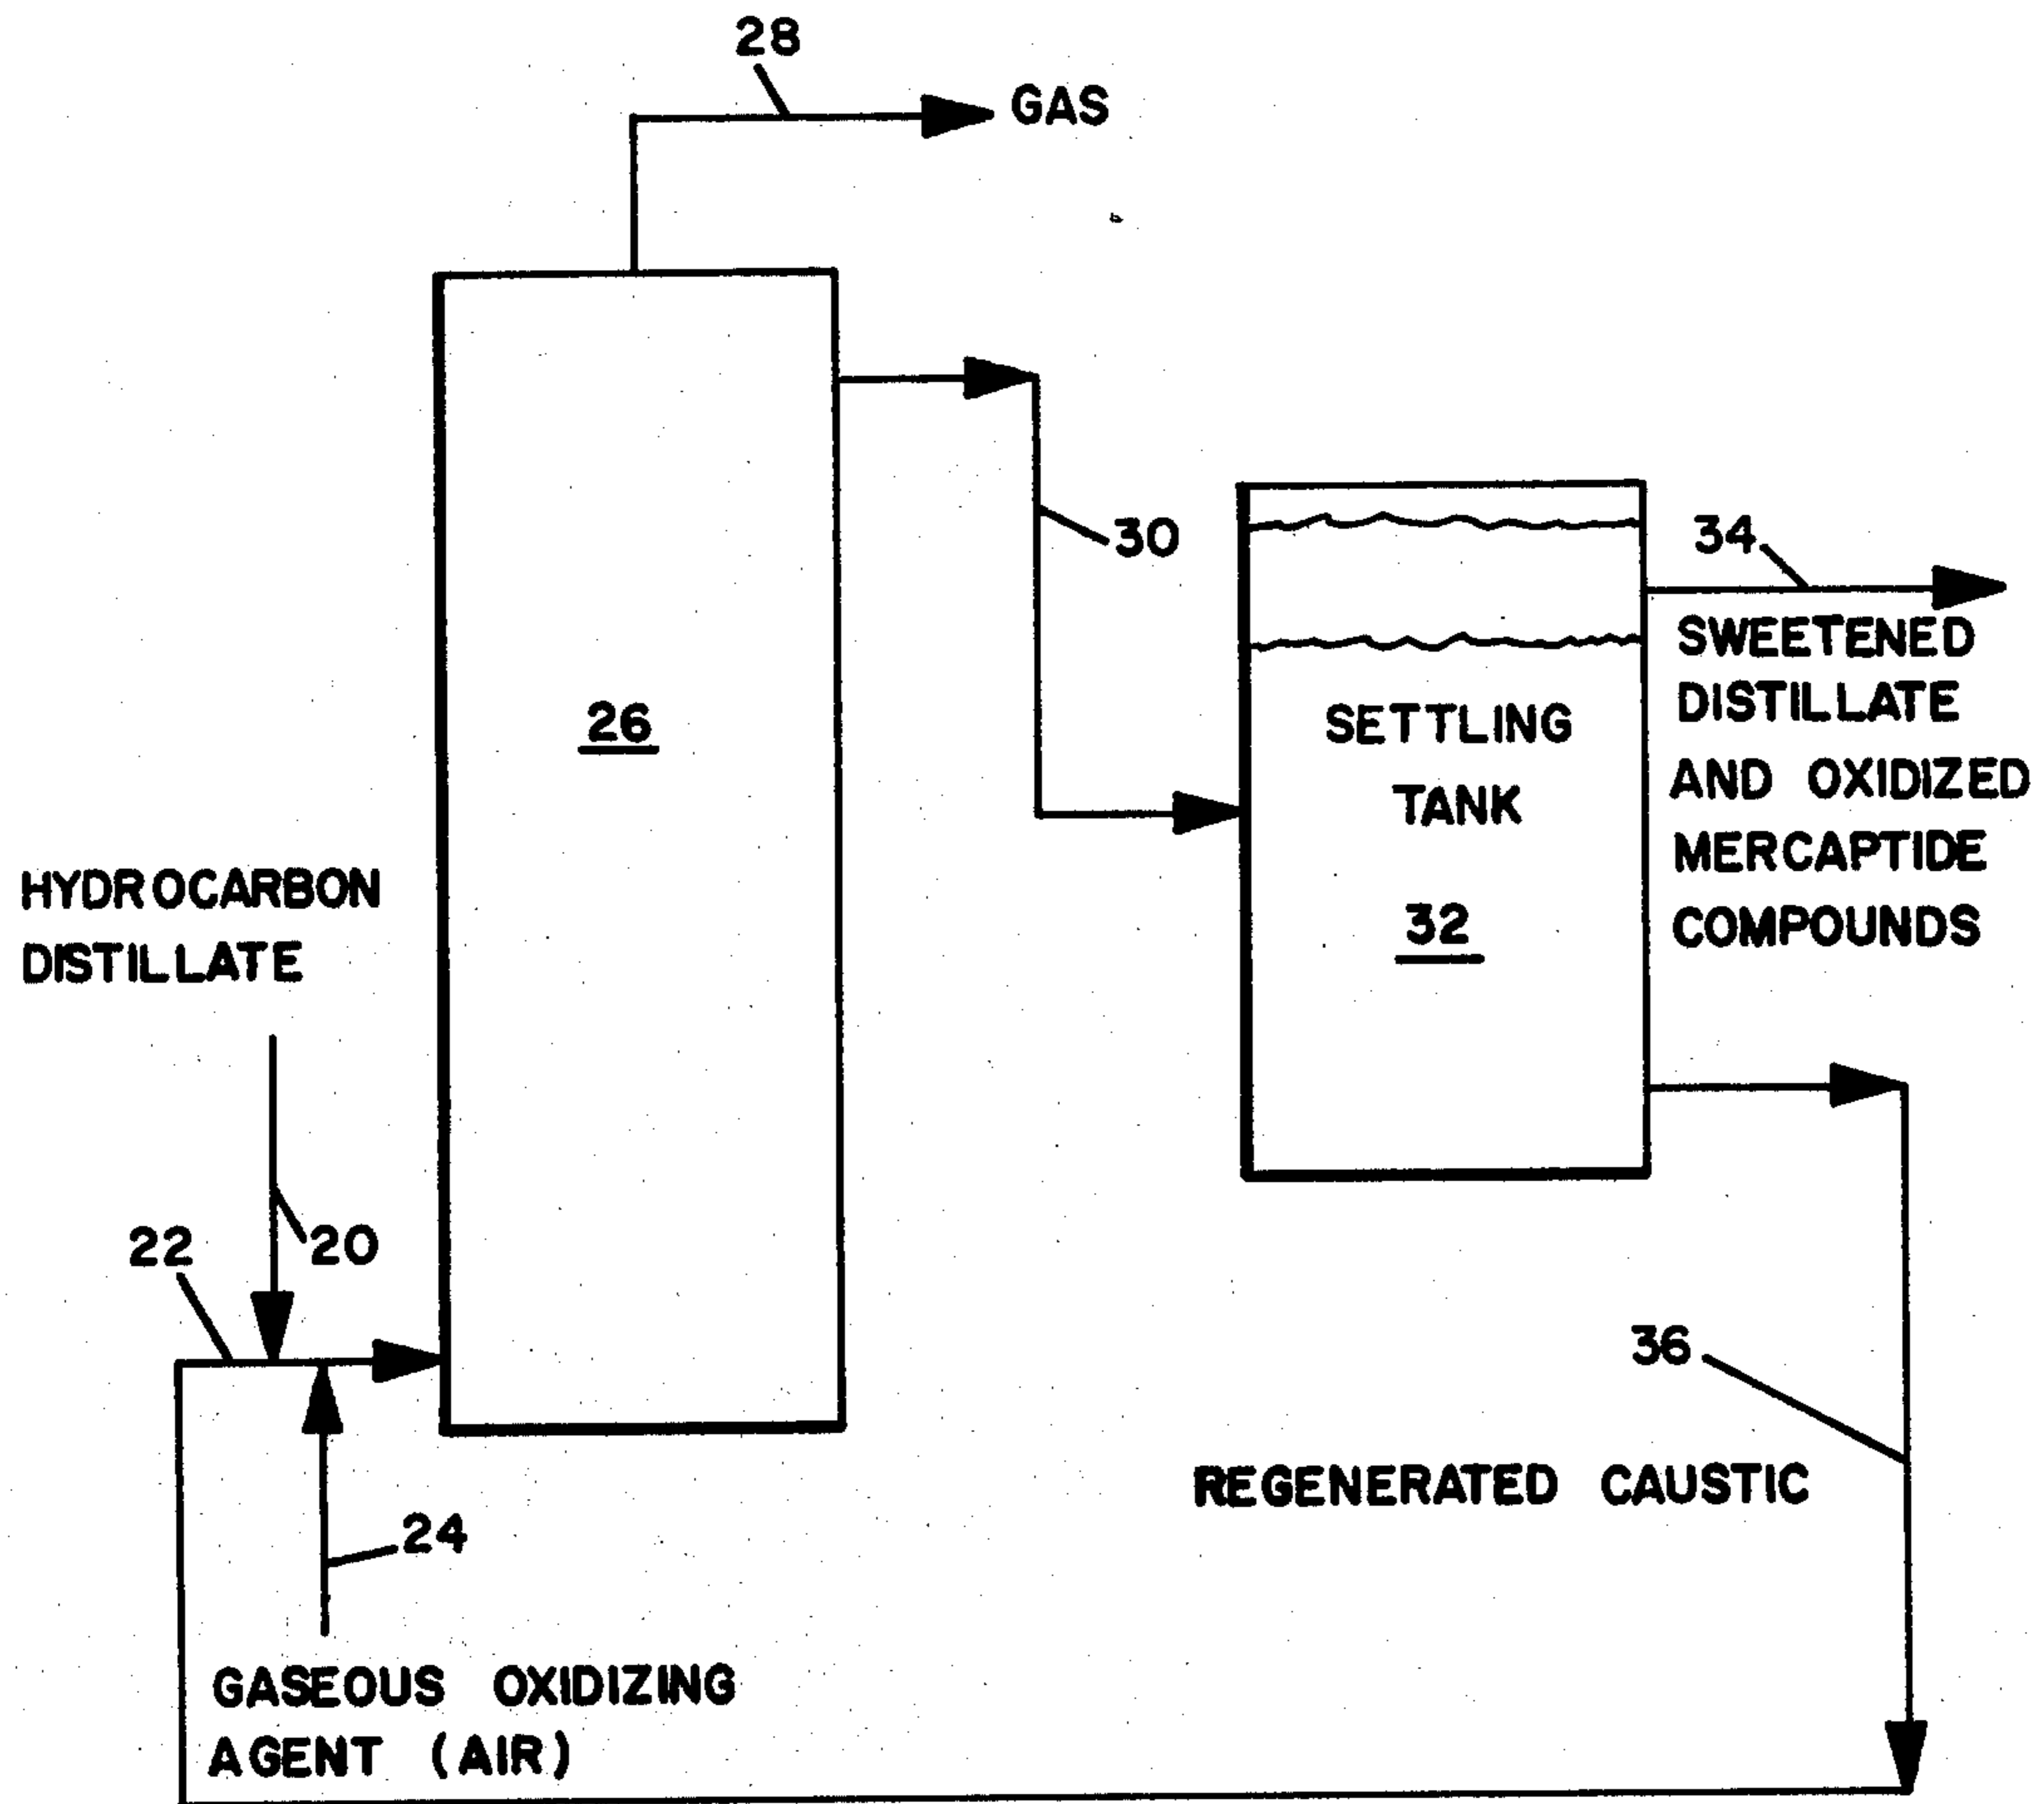 28
GAS
30
34
SWEETENED
DISTILLATE
AND OXIDIZED
MERCAPTIDE
COMPOUNDS
26
SETTLING
TANK
32
HYDROCARBON
DISTILLATE
22
20
36
REGENERATED CAUSTIC
24
GASEOUS OXIDIZING
AGENT (AIR)